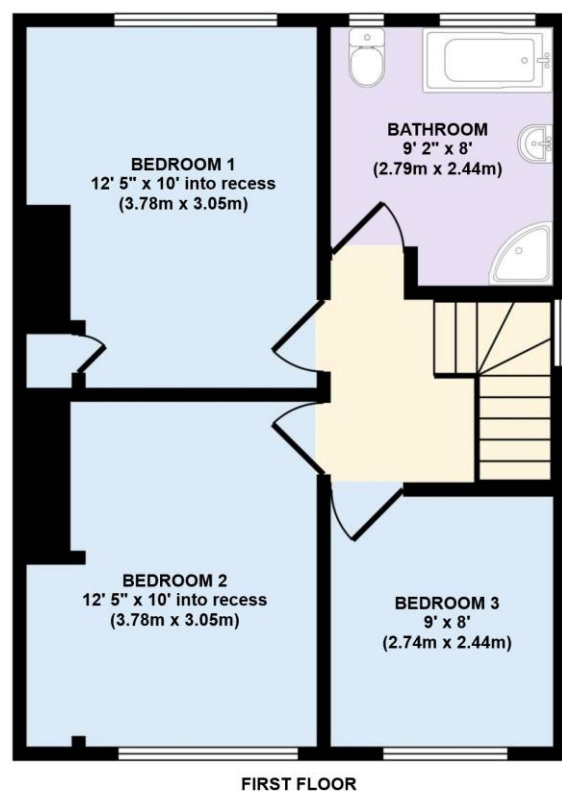 BEDROOM 1
12' 5" x 10' into recess
(3.78m x 3.05m)
BATHROOM
9' 2" x 8'
(2.79m x 2.44m)
BEDROOM 2
12' 5" x 10' into recess
(3.78m x 3.05m)
BEDROOM 3
9' x 8'
(2.74m x 2.44m)
FIRST FLOOR